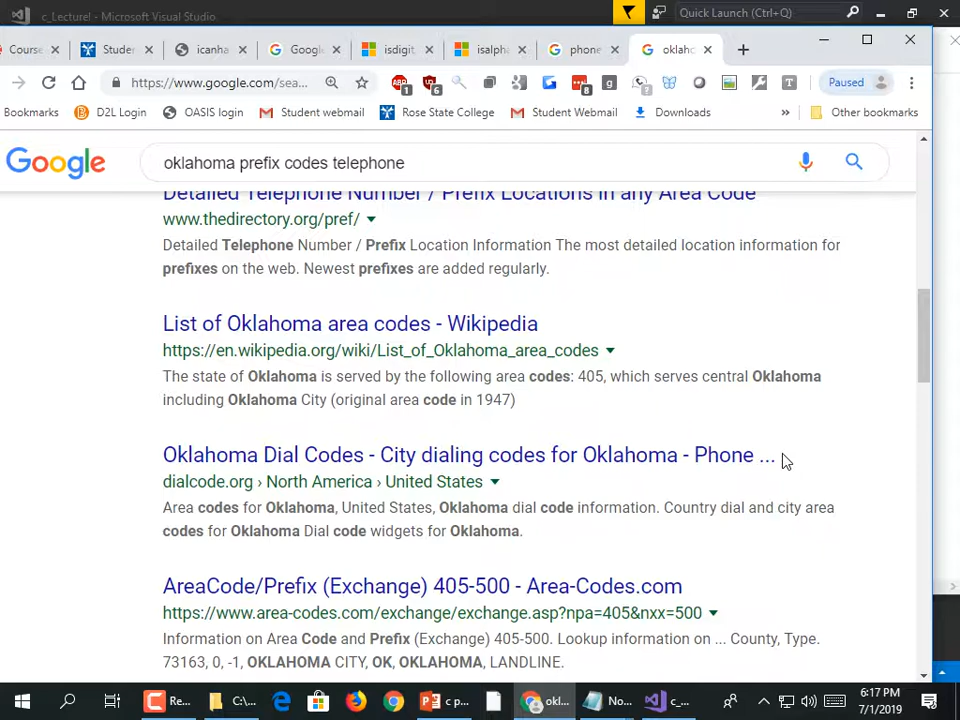 c_Lecturel - Microsoft Visual Studio
Quick Launch (Ctrl+Q)
Course
Studen
icanha
Google
isdigit.
isalpha
phone
oklaho
https://www.google.com/sea...
1
6
8
Paused
Bookmarks
D2L Login
OASIS login
Student webmail
Rose State College
Student Webmail
Downloads
»
Other bookmarks
Google
oklahoma prefix codes telephone
Detailed Telephone Number / Prefix Locations in any Area Code
www.thedirectory.org/pref/
Detailed Telephone Number / Prefix Location Information The most detailed location information for
prefixes on the web. Newest prefixes are added regularly.
List of Oklahoma area codes - Wikipedia
https://en.wikipedia.org/wiki/List_of_Oklahoma_area_codes
The state of Oklahoma is served by the following area codes: 405, which serves central Oklahoma
including Oklahoma City (original area code in 1947)
Oklahoma Dial Codes - City dialing codes for Oklahoma - Phone ...
dialcode.org › North America › United States
Area codes for Oklahoma, United States, Oklahoma dial code information. Country dial and city area
codes for Oklahoma Dial code widgets for Oklahoma.
AreaCode/Prefix (Exchange) 405-500 - Area-Codes.com
https://www.area-codes.com/exchange/exchange.asp?npa=405&nxx=500
Information on Area Code and Prefix (Exchange) 405-500. Lookup information on ... County, Type.
73163, 0, -1, OKLAHOMA CITY, OK, OKLAHOMA, LANDLINE.
Re...
C:\...
c p...
okl...
No...
c_...
6:17 PM
7/1/2019